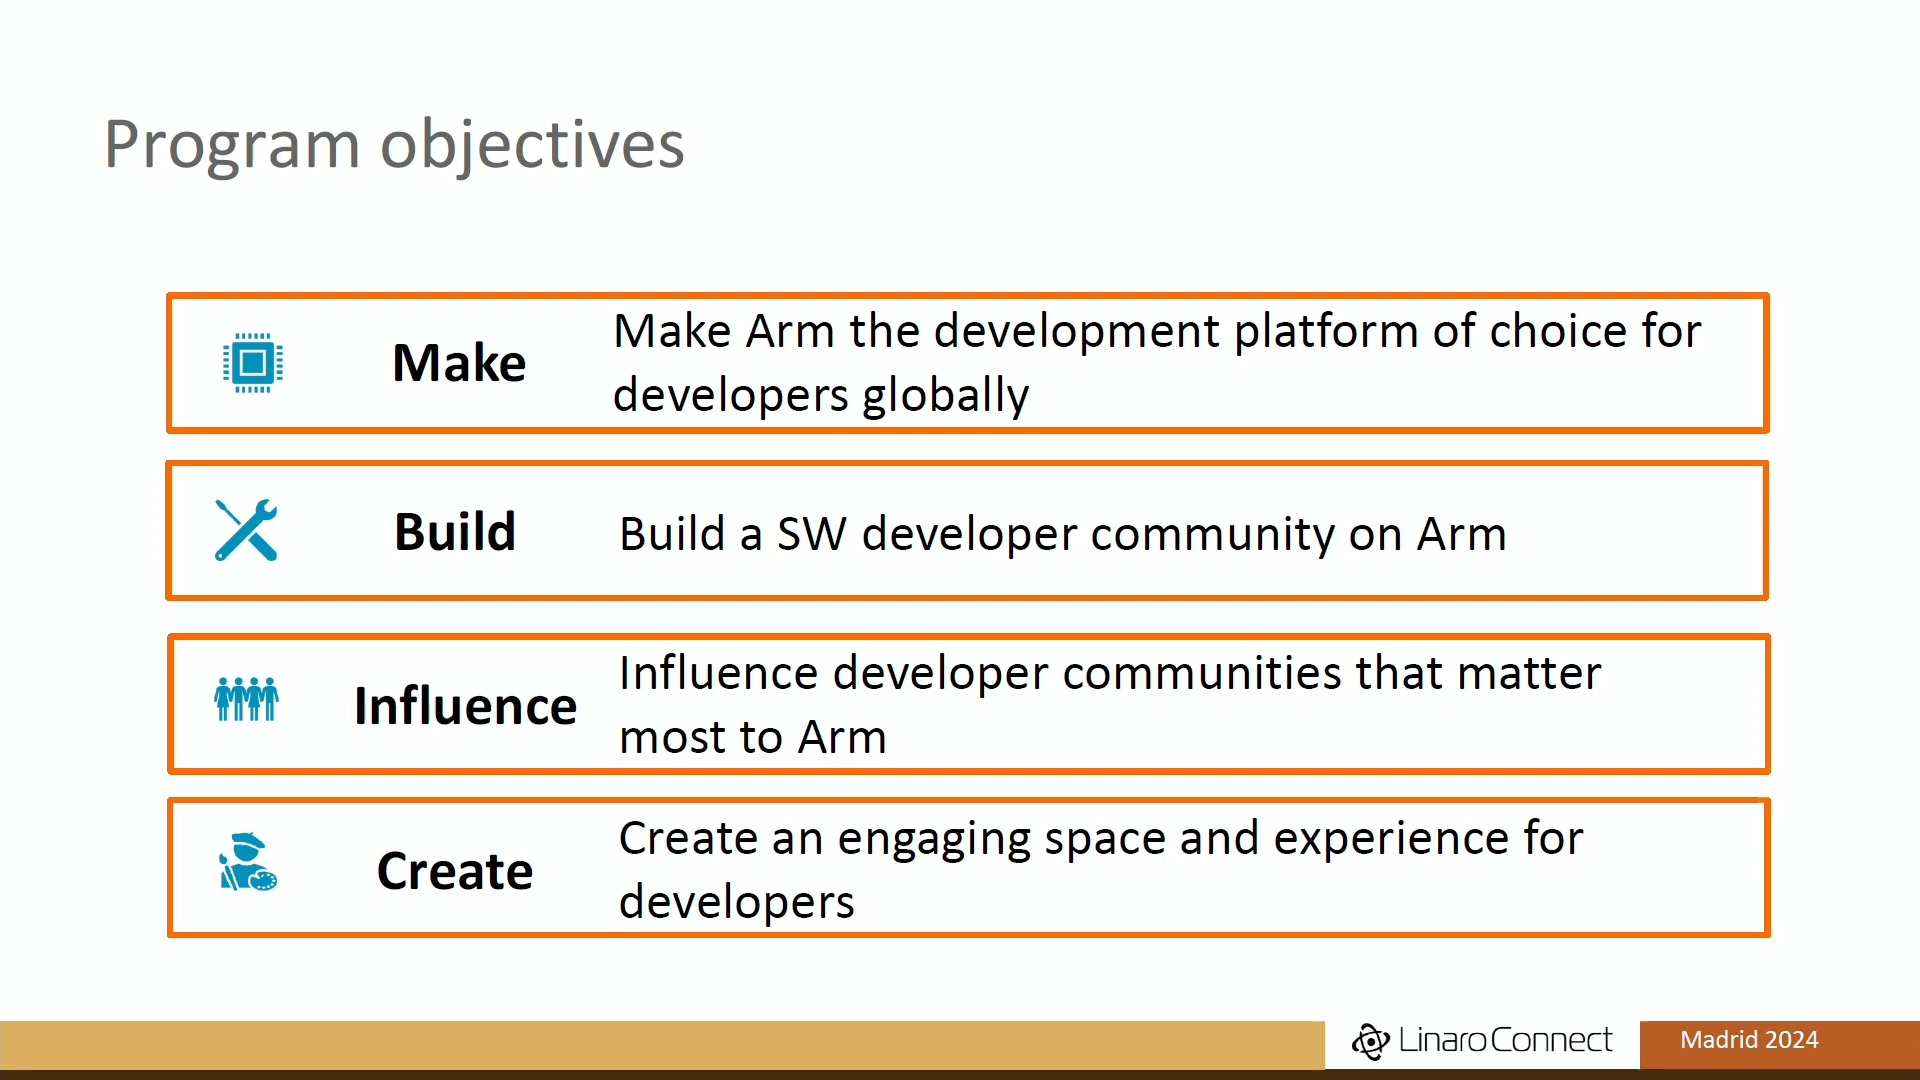 Program objectives
Make
Make Arm the development platform of choice for
developers globally
Build
Build a SW developer community on Arm
Influence
Influence developer communities that matter
most to Arm
Create
Create an engaging space and experience for
developers
Linaro Connect
Madrid 2024